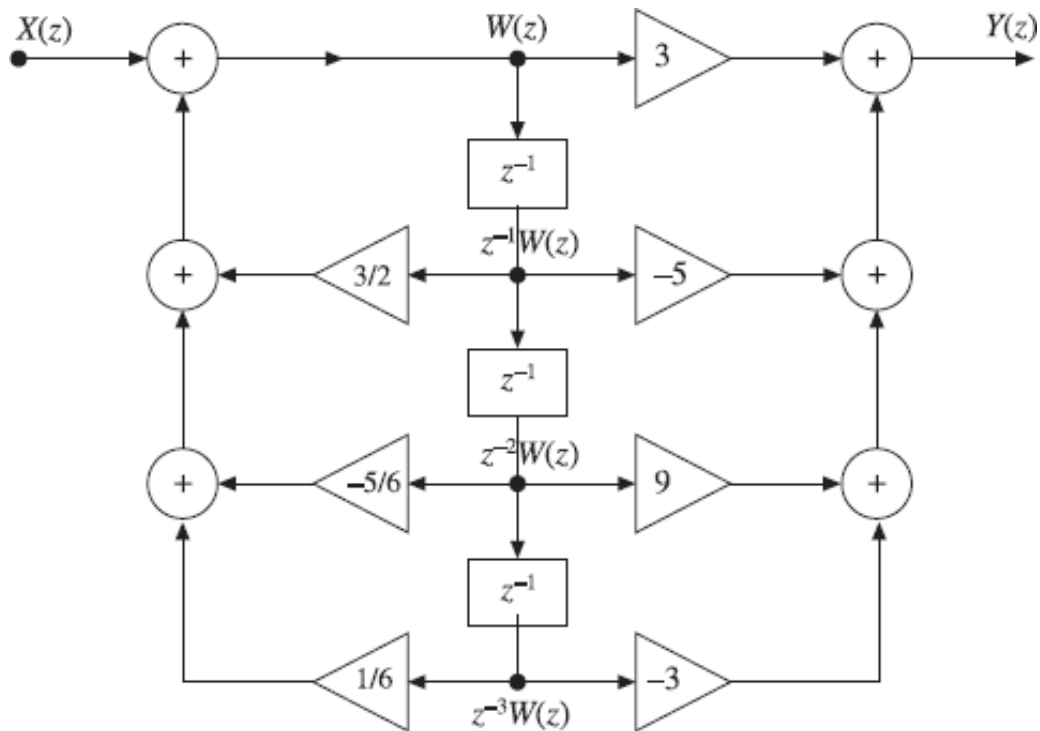 X(z) W(z) Y(z)
+ 3 +
z⁻¹
z⁻¹W(z)
+ 3/2 −5 +
z⁻¹
z⁻²W(z)
+ −5/6 9 +
z⁻¹
1/6 −3
z⁻³W(z)